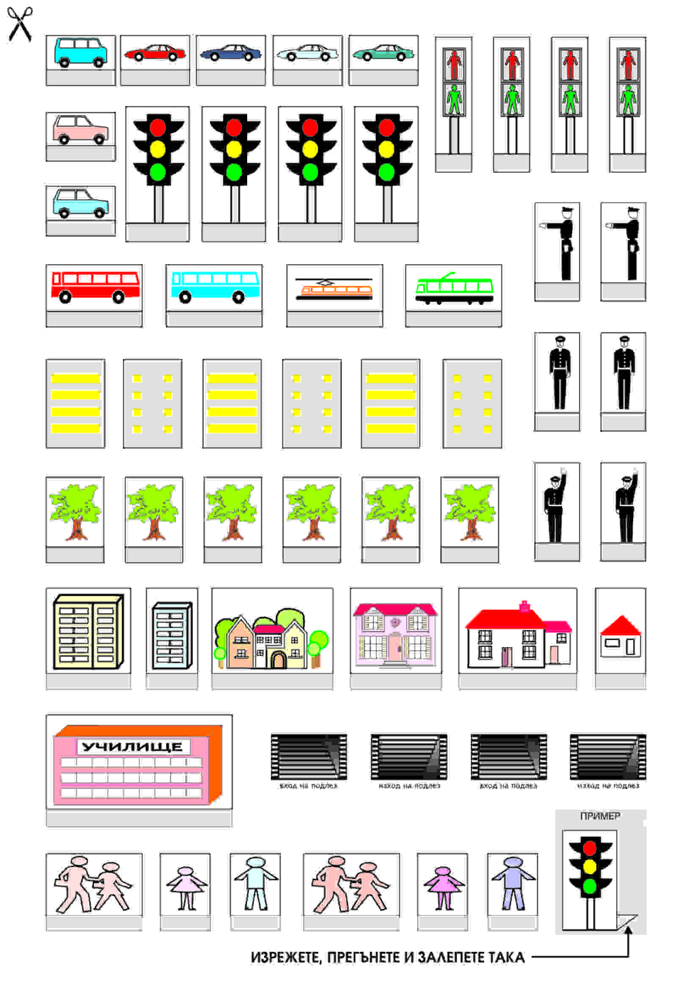 УЧИЛИЩЕ
вход на подлез
изход на подлез
вход на подлез
изход на подлез
ПРИМЕР
ИЗРЕЖЕТЕ, ПРЕГЪНЕТЕ И ЗАЛЕПЕТЕ ТАКА